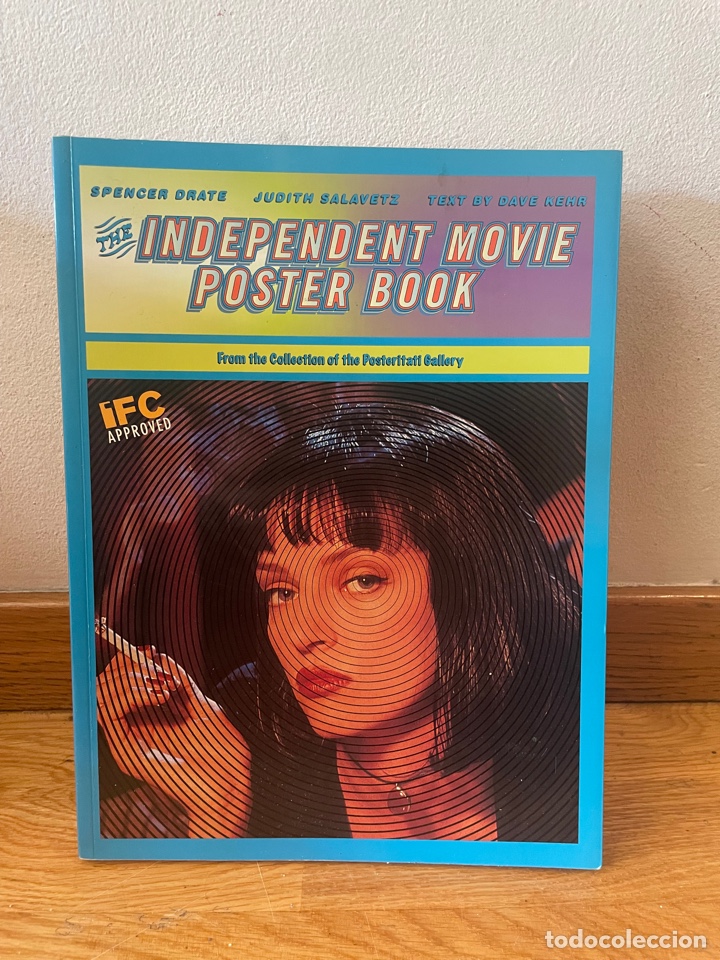 SPENCER DRATE JUDITH SALAVETZ TEXT BY DAVE KEHR
THE INDEPENDENT MOVIE
POSTER BOOK
From the Collection of the Posteritati Gallery
iFC
APPROVED
todocoleccion